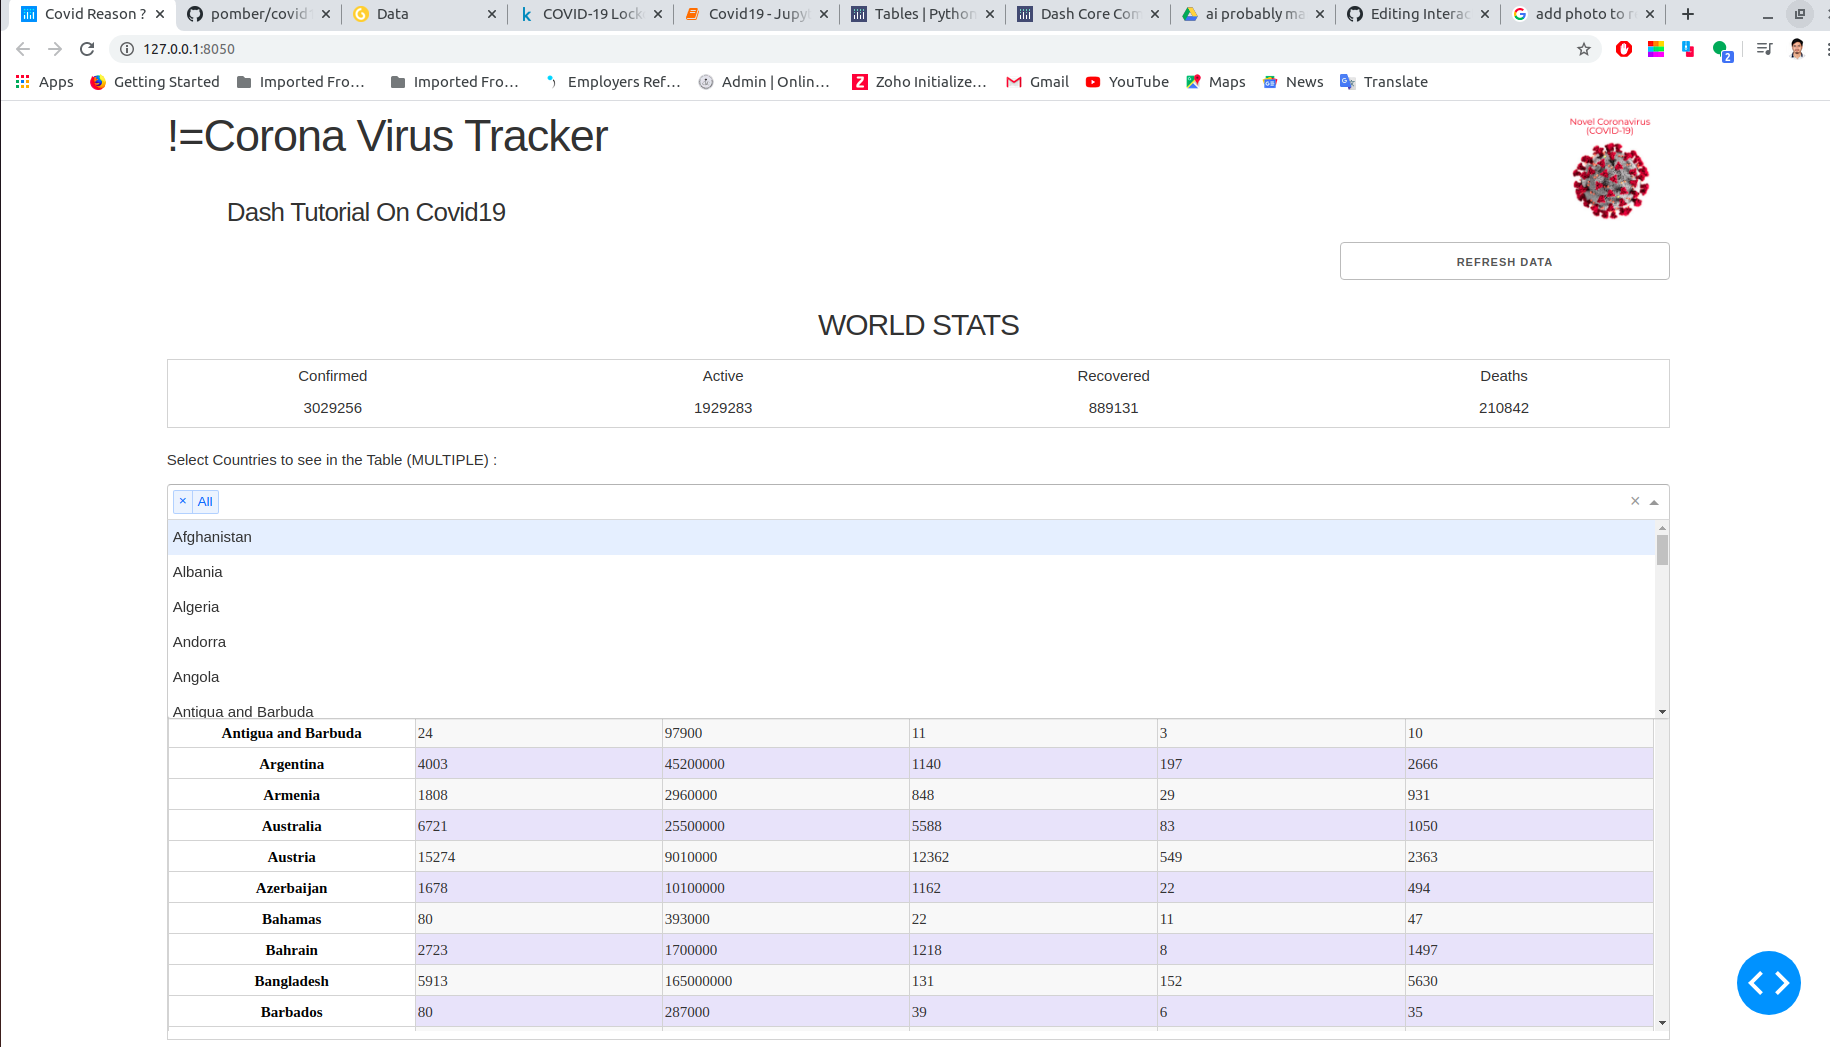 Covid Reason ?
pomber/covid1
Data
COVID-19 Lock
Covid19 - Jupy
Tables | Python
Dash Core Com
ai probably ma
Editing Interac
add photo to r
127.0.0.1:8050
2
Apps
Getting Started
Imported Fro...
Imported Fro...
Employers Ref...
Admin | Onlin...
Zoho Initialize...
Gmail
YouTube
Maps
News
Translate
!=Corona Virus Tracker
Novel Coronavirus
(COVID-19)
Dash Tutorial On Covid19
REFRESH DATA
WORLD STATS
Confirmed Active Recovered Deaths
3029256 1929283 889131 210842
Select Countries to see in the Table (MULTIPLE) :
× All
Afghanistan
Albania
Algeria
Andorra
Angola
Antigua and Barbuda
Antigua and Barbuda 24 97900 11 3 10
Argentina 4003 45200000 1140 197 2666
Armenia 1808 2960000 848 29 931
Australia 6721 25500000 5588 83 1050
Austria 15274 9010000 12362 549 2363
Azerbaijan 1678 10100000 1162 22 494
Bahamas 80 393000 22 11 47
Bahrain 2723 1700000 1218 8 1497
Bangladesh 5913 165000000 131 152 5630
Barbados 80 287000 39 6 35